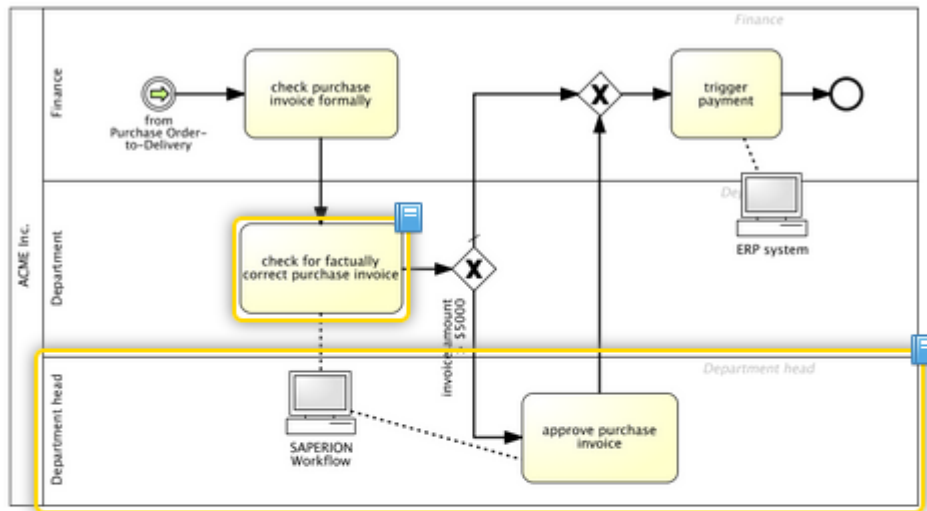 Finance
Finance
check purchase
invoice formally
trigger
payment
from
Purchase Order-
to-Delivery
ACME Inc.
Department
check for factually
correct purchase invoice
ERP system
invoice amount
> $5000
Department head
Department head
SAPERION
Workflow
approve purchase
invoice